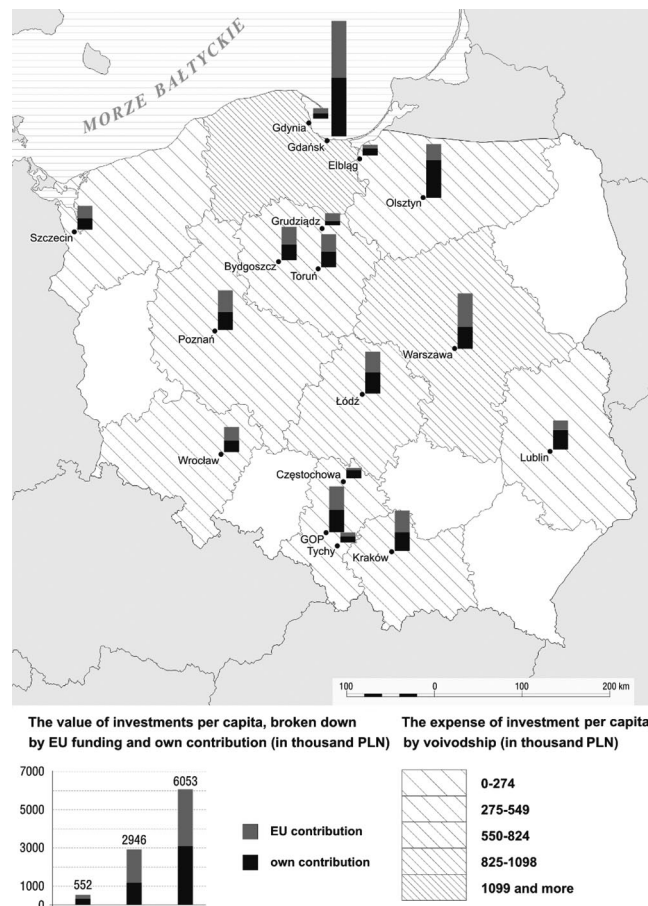 MORZE BAŁTYCKIE
Gdynia
Gdańsk
Elbląg
Olsztyn
Szczecin
Grudziądz
Bydgoszcz
Toruń
Poznań
Warszawa
Łódź
Wrocław
Lublin
Częstochowa
GOP
Tychy
Kraków
100 0 100 200 km
The value of investments per capita, broken down
by EU funding and own contribution (in thousand PLN)
7000
5000
3000
1000
0
552
2946
6053
EU contribution
own contribution
The expense of investment per capita
by voivodship (in thousand PLN)
0-274
275-549
550-824
825-1098
1099 and more